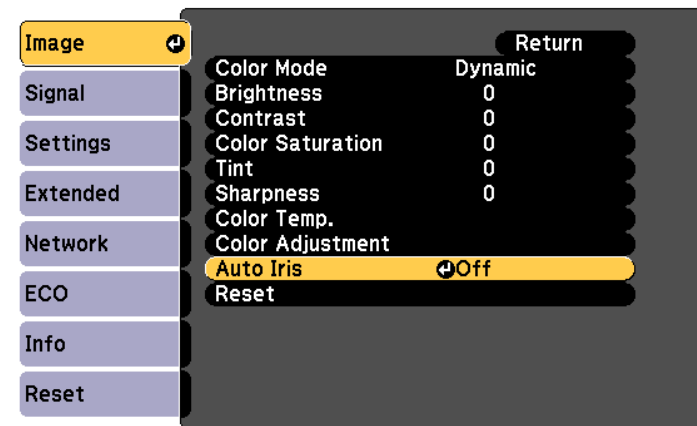 Image
Signal
Settings
Extended
Network
ECO
Info
Reset
Return
Color Mode Dynamic
Brightness 0
Contrast 0
Color Saturation 0
Tint 0
Sharpness 0
Color Temp.
Color Adjustment
Auto Iris Off
Reset